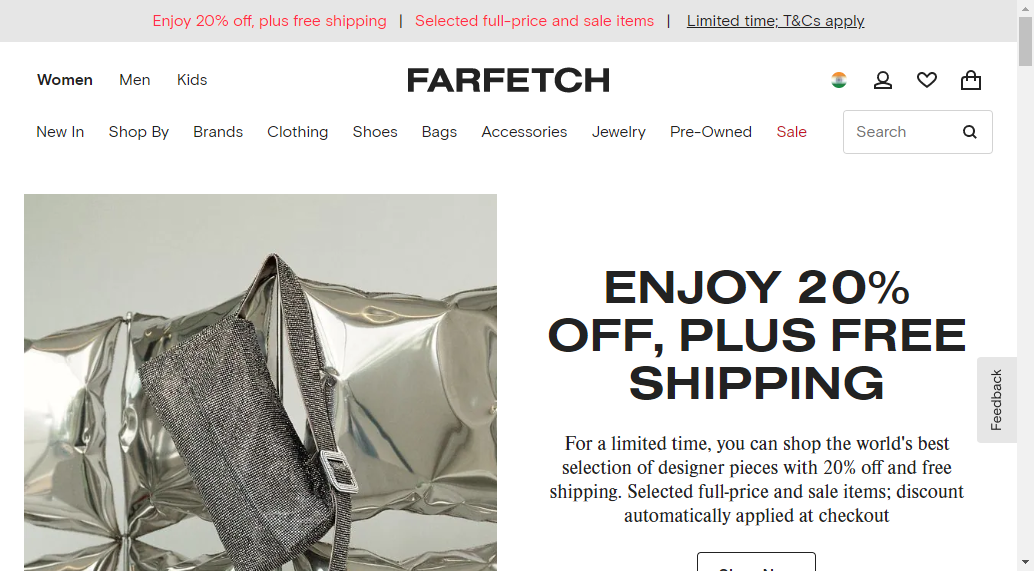 Enjoy 20% off, plus free shipping | Selected full-price and sale items | Limited time; T&Cs apply
Women Men Kids
FARFETCH
New In Shop By Brands Clothing Shoes Bags Accessories Jewelry Pre-Owned Sale
Search
ENJOY 20%
OFF, PLUS FREE
SHIPPING
Feedback
For a limited time, you can shop the world's best
selection of designer pieces with 20% off and free
shipping. Selected full-price and sale items; discount
automatically applied at checkout